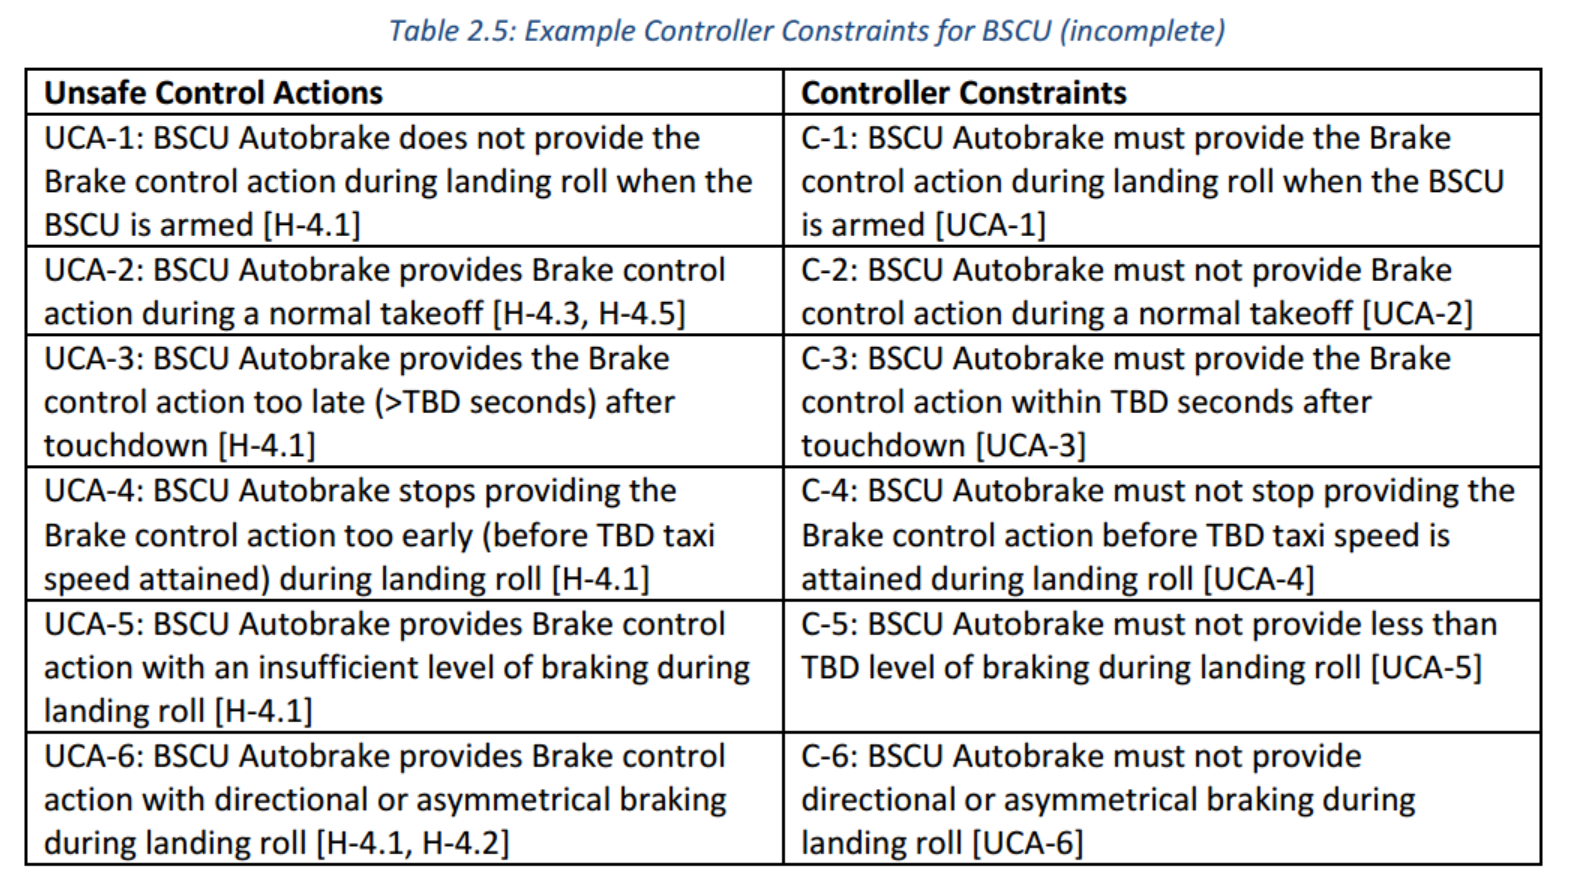 Table 2.5: Example Controller Constraints for BSCU (incomplete)
Unsafe Control Actions
Controller Constraints
UCA-1: BSCU Autobrake does not provide the
Brake control action during landing roll when the
BSCU is armed [H-4.1]
C-1: BSCU Autobrake must provide the Brake
control action during landing roll when the BSCU
is armed [UCA-1]
UCA-2: BSCU Autobrake provides Brake control
action during a normal takeoff [H-4.3, H-4.5]
C-2: BSCU Autobrake must not provide Brake
control action during a normal takeoff [UCA-2]
UCA-3: BSCU Autobrake provides the Brake
control action too late (>TBD seconds) after
touchdown [H-4.1]
C-3: BSCU Autobrake must provide the Brake
control action within TBD seconds after
touchdown [UCA-3]
UCA-4: BSCU Autobrake stops providing the
Brake control action too early (before TBD taxi
speed attained) during landing roll [H-4.1]
C-4: BSCU Autobrake must not stop providing the
Brake control action before TBD taxi speed is
attained during landing roll [UCA-4]
UCA-5: BSCU Autobrake provides Brake control
action with an insufficient level of braking during
landing roll [H-4.1]
C-5: BSCU Autobrake must not provide less than
TBD level of braking during landing roll [UCA-5]
UCA-6: BSCU Autobrake provides Brake control
action with directional or asymmetrical braking
during landing roll [H-4.1, H-4.2]
C-6: BSCU Autobrake must not provide
directional or asymmetrical braking during
landing roll [UCA-6]